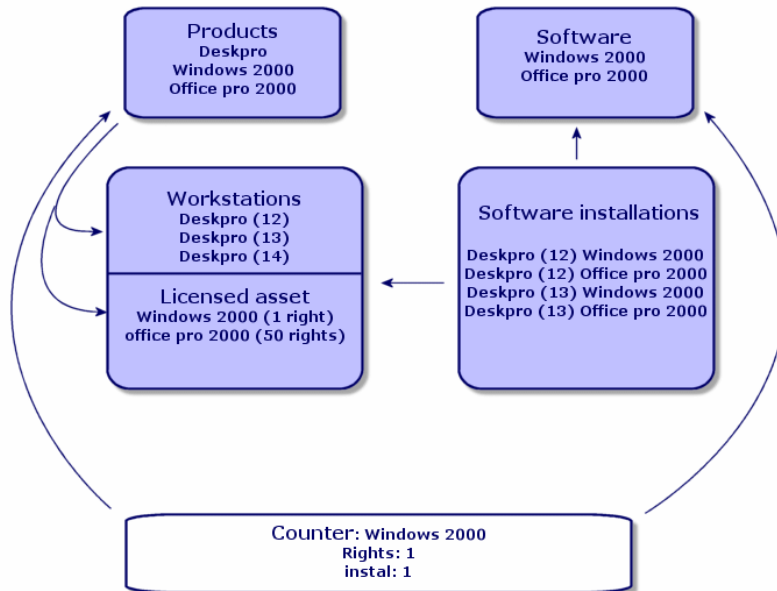 Products
Deskpro
Windows 2000
Office pro 2000
Software
Windows 2000
Office pro 2000
Workstations
Deskpro (12)
Deskpro (13)
Deskpro (14)
Licensed asset
Windows 2000 (1 right)
office pro 2000 (50 rights)
Software installations
Deskpro (12) Windows 2000
Deskpro (12) Office pro 2000
Deskpro (13) Windows 2000
Deskpro (13) Office pro 2000
Counter: Windows 2000
Rights: 1
instal: 1